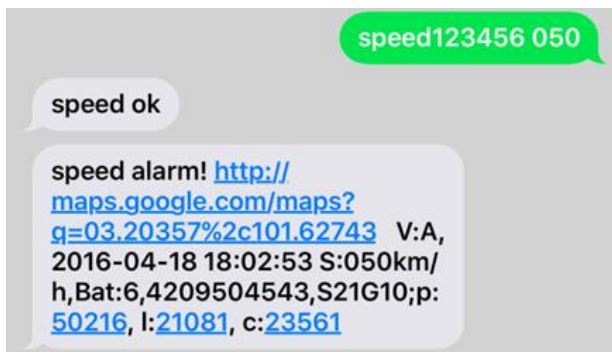 speed123456 050
speed ok
speed alarm! http://
maps.google.com/maps?
q=03.20357%2c101.62743 V:A,
2016-04-18 18:02:53 S:050km/
h,Bat:6,4209504543,S21G10;p:
50216, l:21081, c:23561